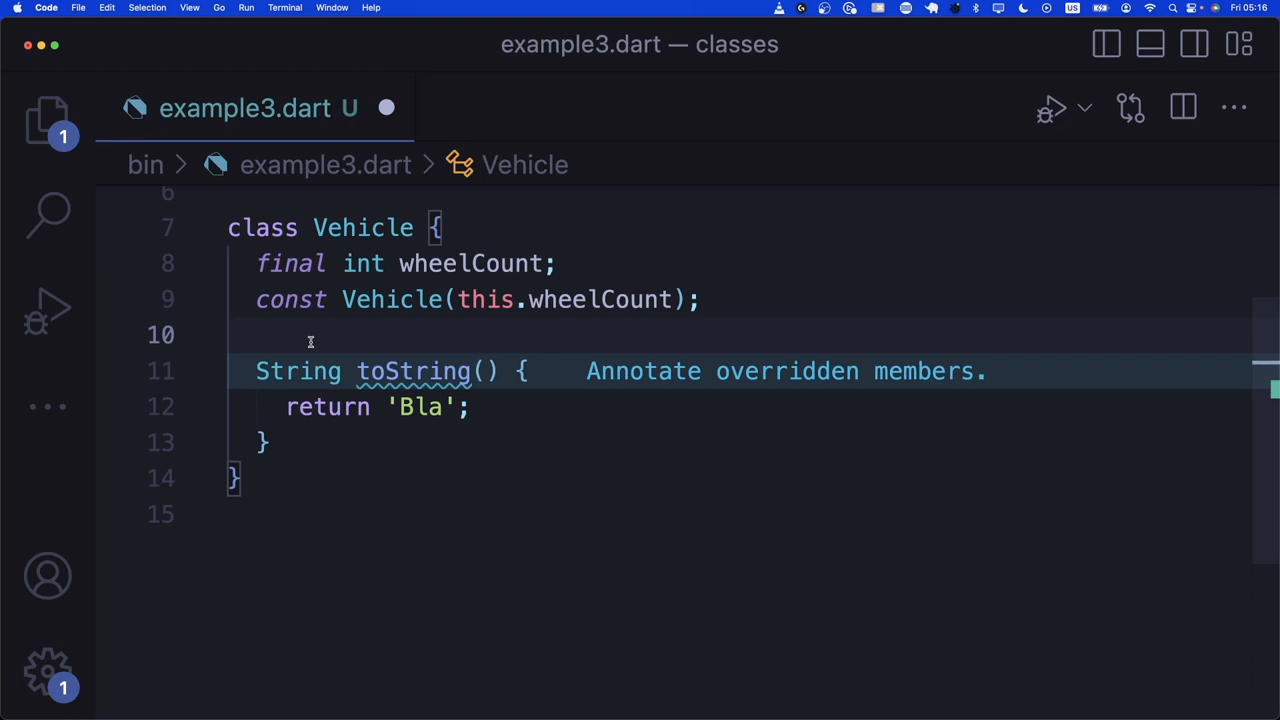 Code File Edit Selection View Go Run Terminal Window Help US Fri 05:16
example3.dart — classes
example3.dart U
1
bin > example3.dart > Vehicle
6
7 class Vehicle {
8 final int wheelCount;
9 const Vehicle(this.wheelCount);
10
11 String toString() { Annotate overridden members.
12 return 'Bla';
13 }
14 }
15
1